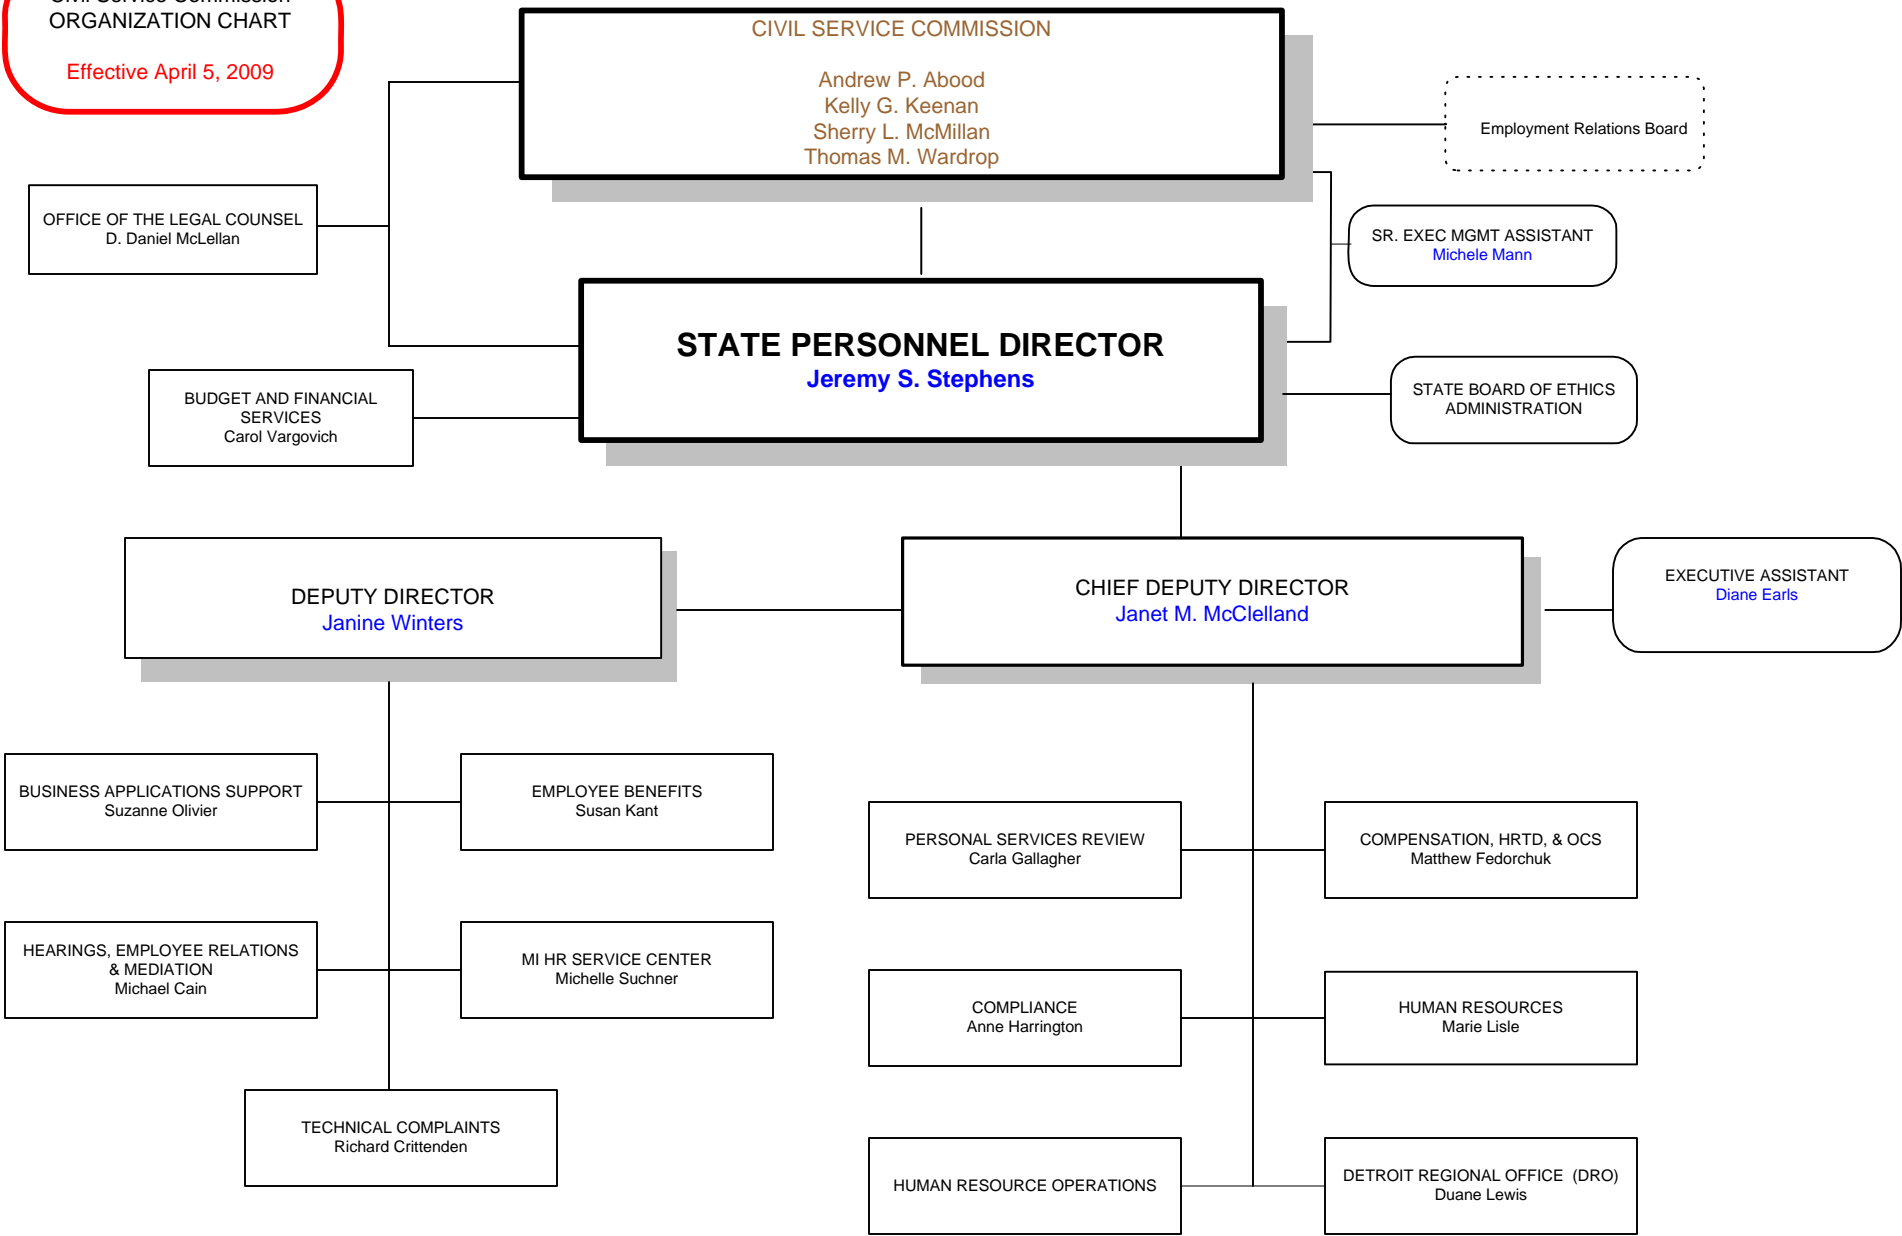 Civil Service Commission
ORGANIZATION CHART
Effective April 5, 2009
CIVIL SERVICE COMMISSION
Andrew P. Abood
Kelly G. Keenan
Sherry L. McMillan
Thomas M. Wardrop
Employment Relations Board
OFFICE OF THE LEGAL COUNSEL
D. Daniel McLellan
SR. EXEC MGMT ASSISTANT
Michele Mann
STATE PERSONNEL DIRECTOR
Jeremy S. Stephens
BUDGET AND FINANCIAL
SERVICES
Carol Vargovich
STATE BOARD OF ETHICS
ADMINISTRATION
DEPUTY DIRECTOR
Janine Winters
CHIEF DEPUTY DIRECTOR
Janet M. McClelland
EXECUTIVE ASSISTANT
Diane Earls
BUSINESS APPLICATIONS SUPPORT
Suzanne Olivier
EMPLOYEE BENEFITS
Susan Kant
PERSONAL SERVICES REVIEW
Carla Gallagher
COMPENSATION, HRTD, & OCS
Matthew Fedorchuk
HEARINGS, EMPLOYEE RELATIONS
& MEDIATION
Michael Cain
MI HR SERVICE CENTER
Michelle Suchner
COMPLIANCE
Anne Harrington
HUMAN RESOURCES
Marie Lisle
TECHNICAL COMPLAINTS
Richard Crittenden
HUMAN RESOURCE OPERATIONS
DETROIT REGIONAL OFFICE (DRO)
Duane Lewis